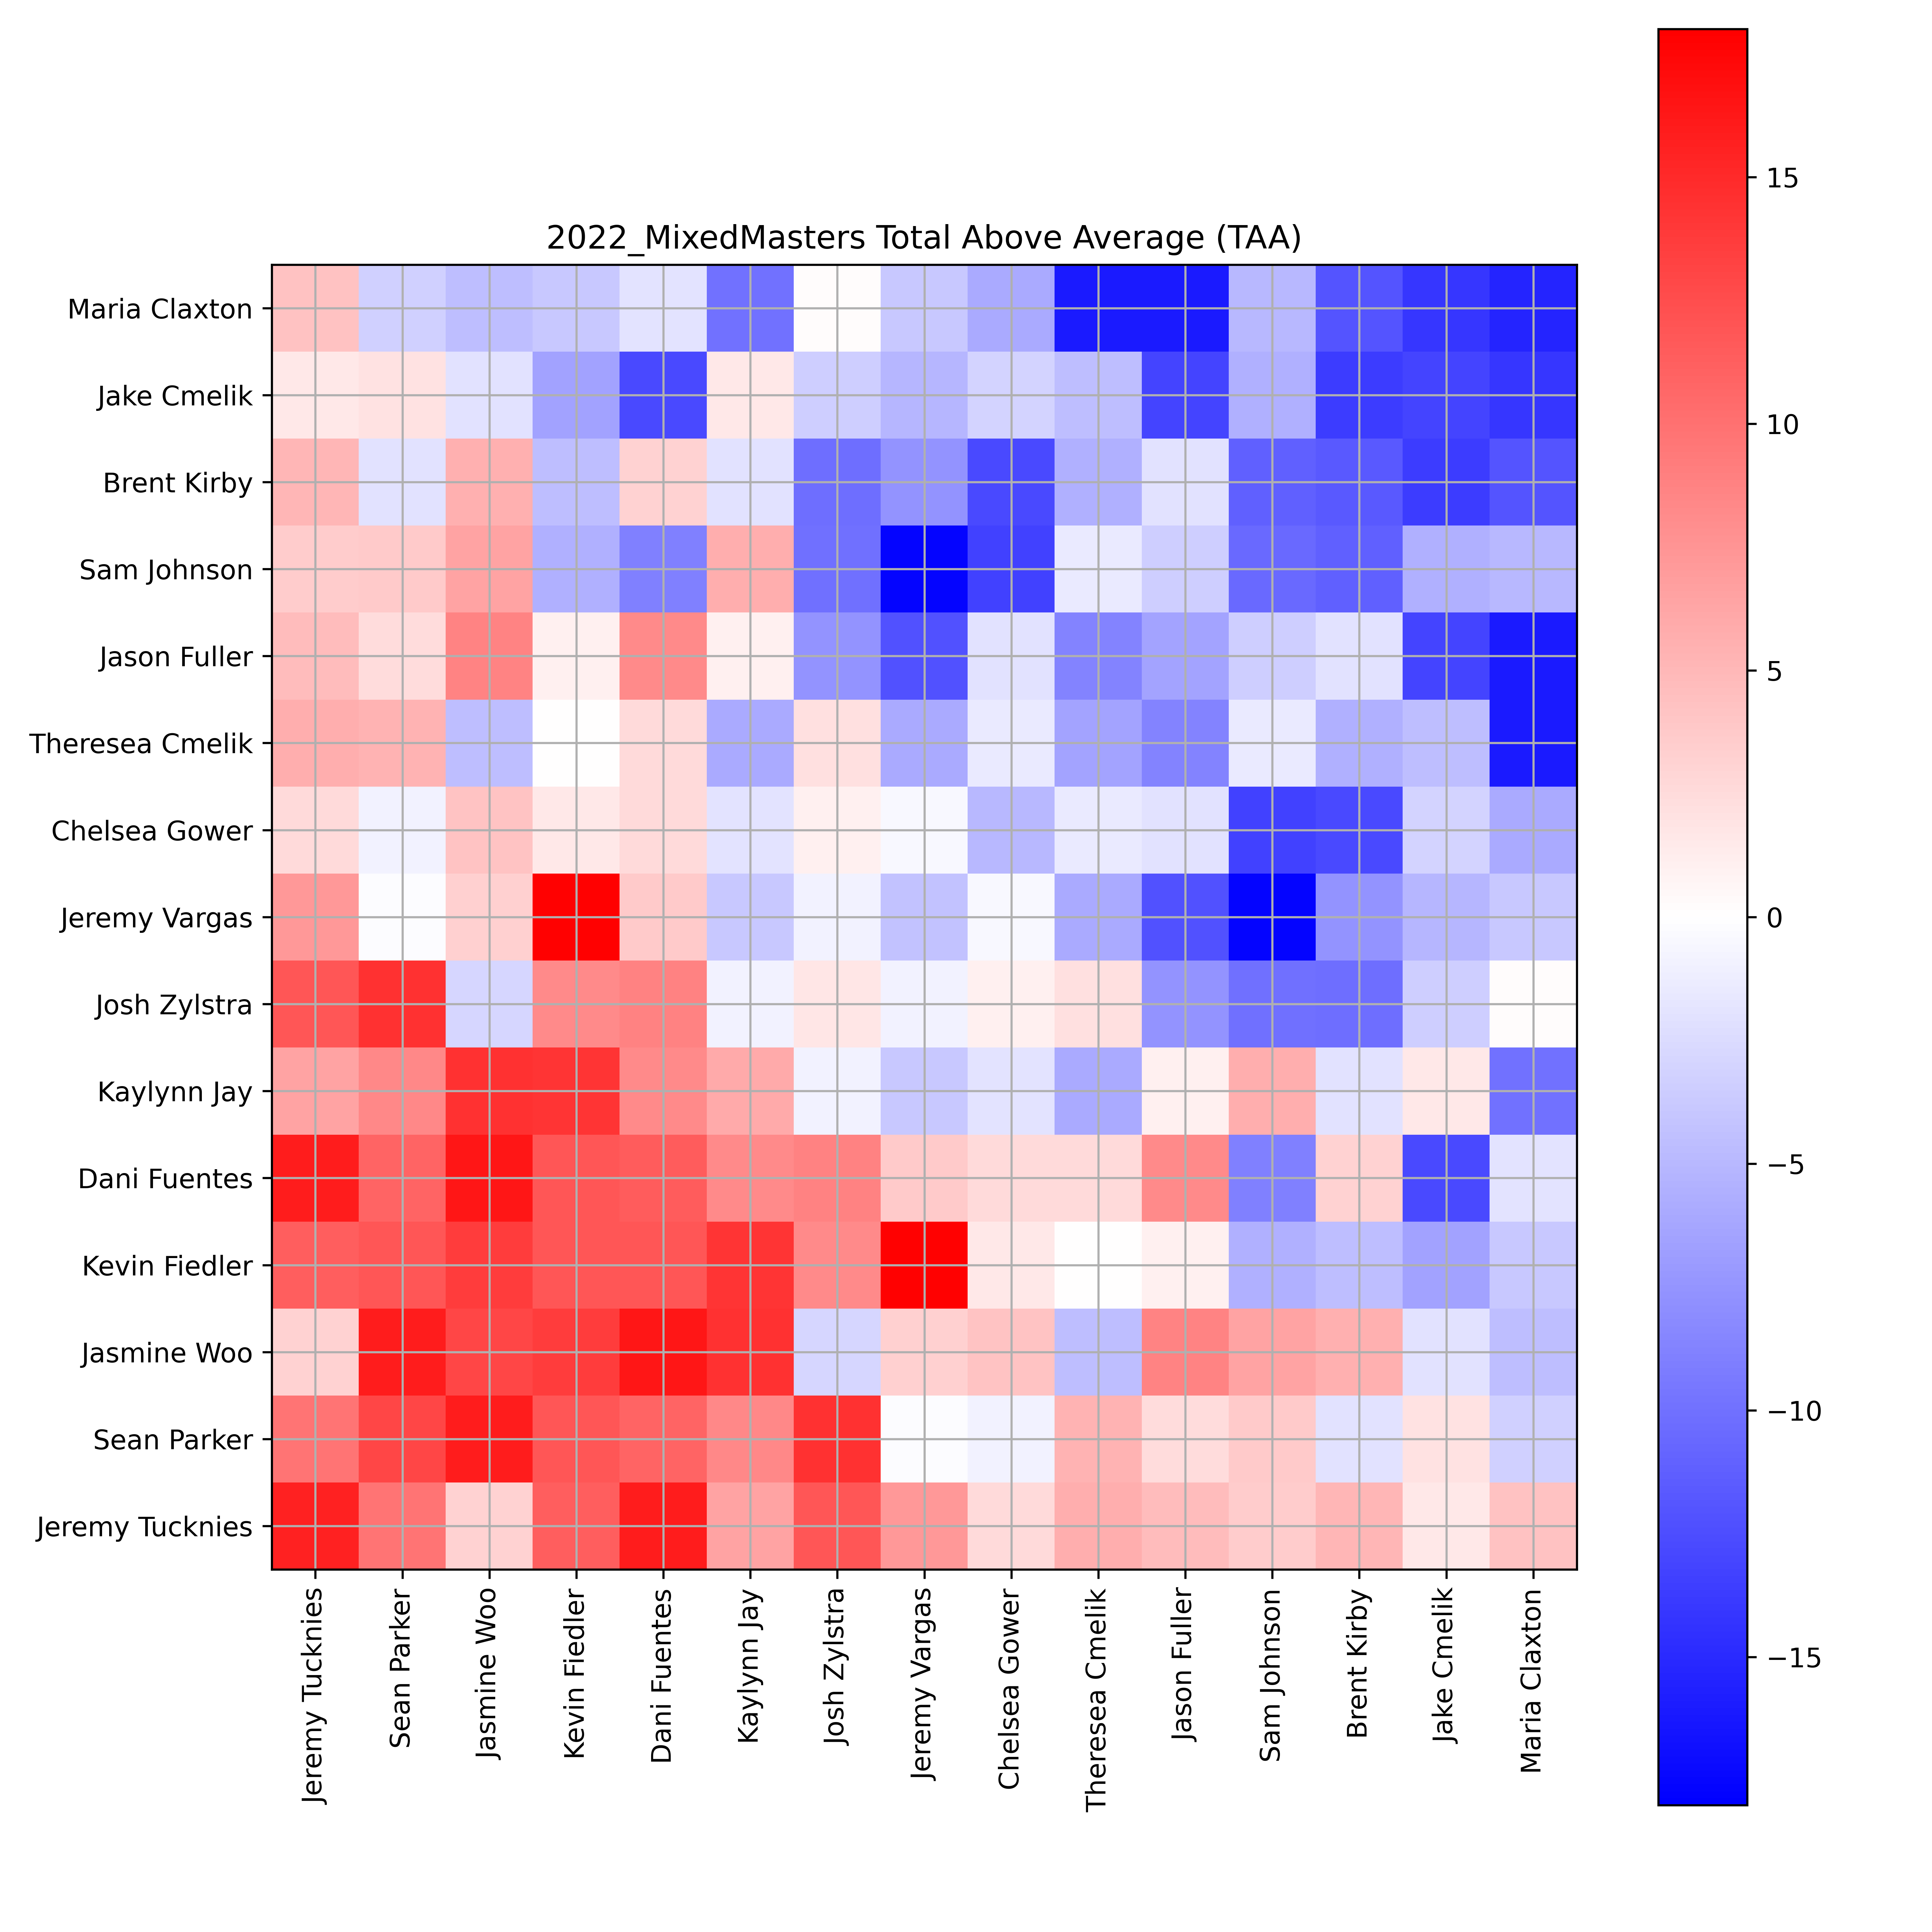 2022_MixedMasters Total Above Average (TAA)
Maria Claxton
Jake Cmelik
Brent Kirby
Sam Johnson
Jason Fuller
Theresea Cmelik
Chelsea Gower
Jeremy Vargas
Josh Zylstra
Kaylynn Jay
Dani Fuentes
Kevin Fiedler
Jasmine Woo
Sean Parker
Jeremy Tucknies
Jeremy Tucknies
Sean Parker
Jasmine Woo
Kevin Fiedler
Dani Fuentes
Kaylynn Jay
Josh Zylstra
Jeremy Vargas
Chelsea Gower
Theresea Cmelik
Jason Fuller
Sam Johnson
Brent Kirby
Jake Cmelik
Maria Claxton
15
10
5
0
−5
−10
−15